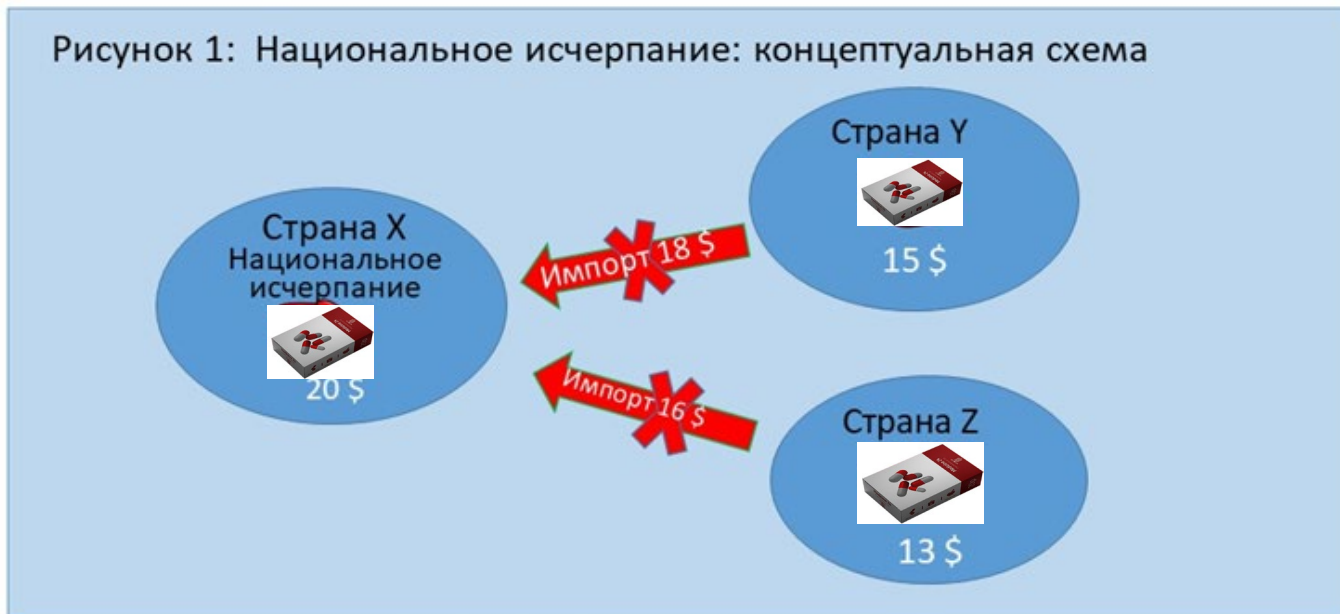 Рисунок 1: Национальное исчерпание: концептуальная схема
Страна X
Национальное
исчерпание
20 $
Импорт 18 $
Импорт 16 $
Страна Y
15 $
Страна Z
13 $